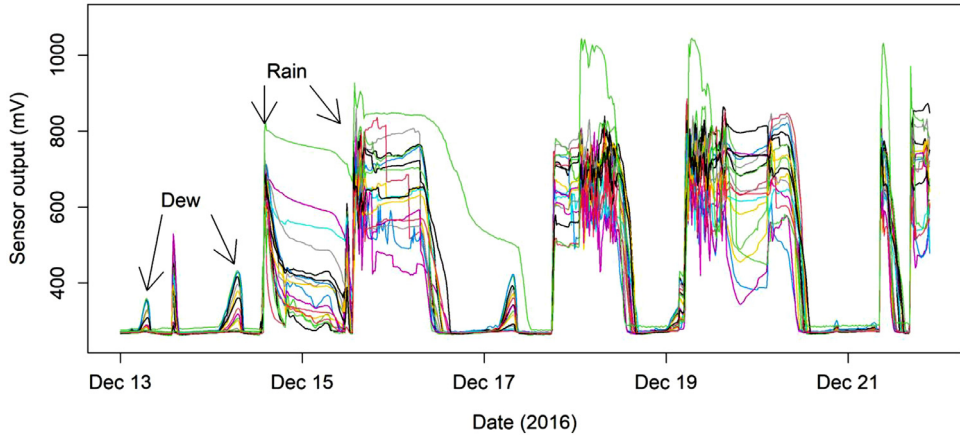 Sensor output (mV)
1000
800
600
400
Rain
Dew
Dec 13
Dec 15
Dec 17
Dec 19
Dec 21
Date (2016)